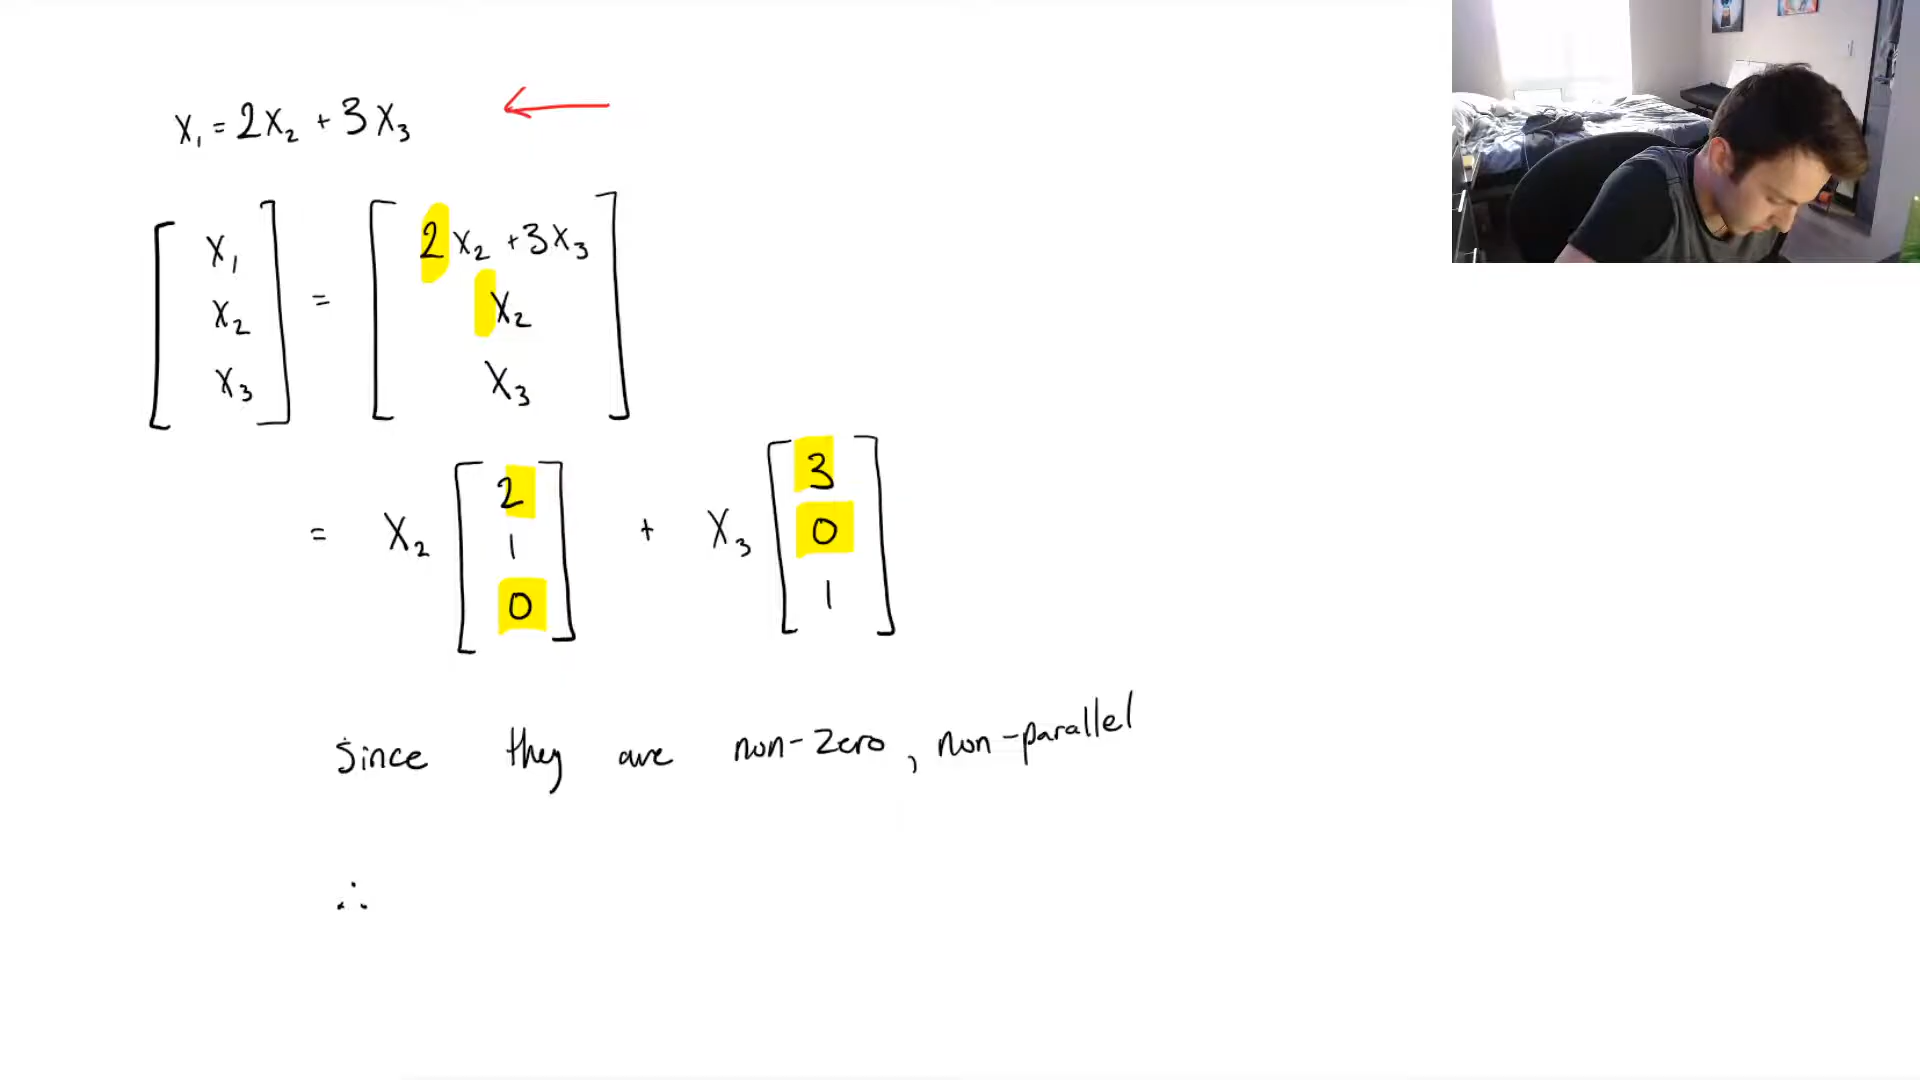 x₁ = 2x₂ + 3x₃
[x₁ x₂ x₃] = [2x₂ + 3x₃ x₂ x₃]
= x₂ [2 1 0] + x₃ [3 0 1]
since they are non-zero, non-parallel
∴